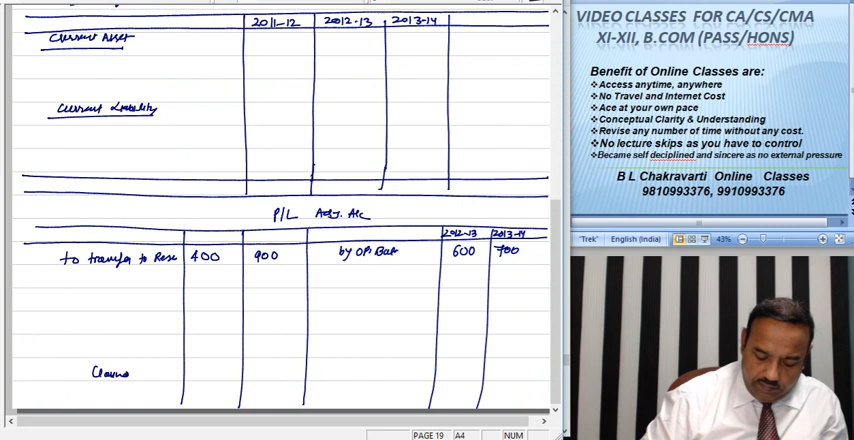 2011-12 2012-13 2013-14
Current Asset
Current Liability
P/L Adj. A/c
2012-13 2013-14
to transfer to Rese 400 900 by OP. Bal 600 700
VIDEO CLASSES FOR CA/CS/CMA
XI-XII, B.COM (PASS/HONS)
Benefit of Online Classes are:
❖Access anytime, anywhere
❖No Travel and Internet Cost
❖Ace at your own pace
❖Conceptual Clarity & Understanding
❖Revise any number of time without any cost.
❖No lecture skips as you have to control
❖Became self deciplined and sincere as no external pressure
B L Chakravarti Online Classes
9810993376, 9910993376
"Trek" English (India) 43%
PAGE 19 A4 NUM